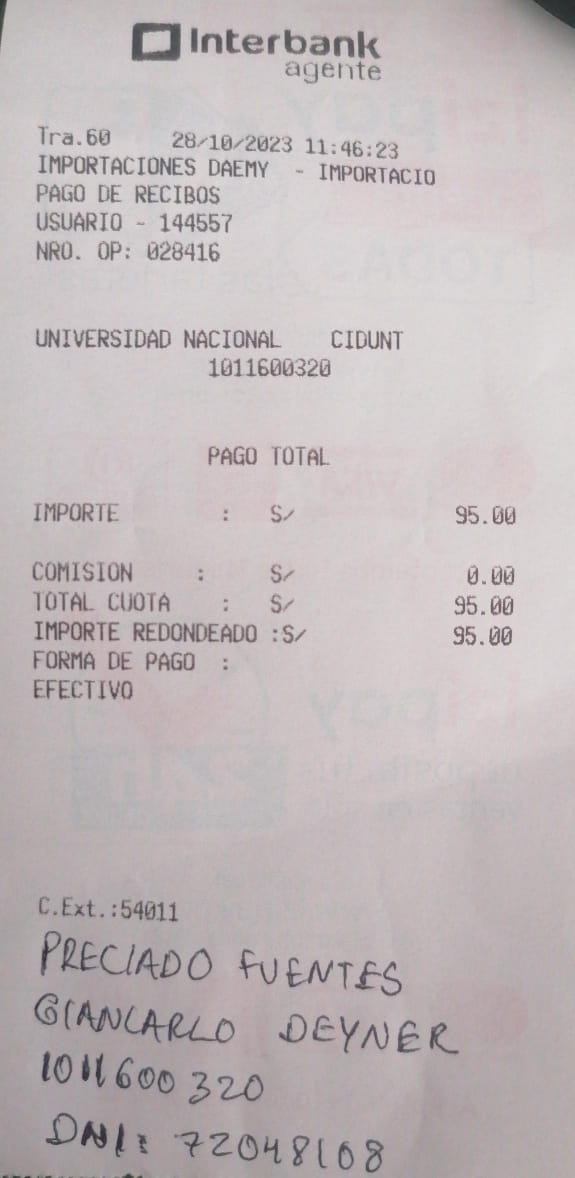 Interbank
agente
Tra.60 28/10/2023 11:46:23
IMPORTACIONES DAEMY - IMPORTACIO
PAGO DE RECIBOS
USUARIO - 144557
NRO. OP: 028416
UNIVERSIDAD NACIONAL CIDUNT
1011600320
PAGO TOTAL
IMPORTE : S/ 95.00
COMISION : S/ 0.00
TOTAL CUOTA : S/ 95.00
IMPORTE REDONDEADO :S/ 95.00
FORMA DE PAGO :
EFECTIVO
C.Ext.:54011
PRECIADO FUENTES
GIANCARLO DEYNER
1011600320
DNI: 72048108